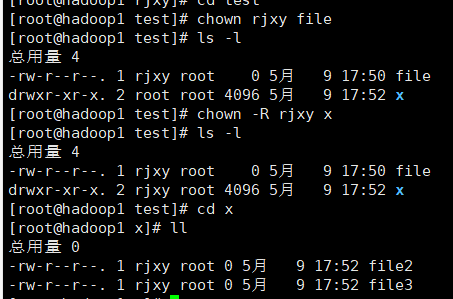 [root@hadoop1 rjxy]# cd test
[root@hadoop1 test]# chown rjxy file
[root@hadoop1 test]# ls -l
总用量 4
-rw-r--r--. 1 rjxy root    0 5月   9 17:50 file
drwxr-xr-x. 2 root root 4096 5月   9 17:52 x
[root@hadoop1 test]# chown -R rjxy x
[root@hadoop1 test]# ls -l
总用量 4
-rw-r--r--. 1 rjxy root    0 5月   9 17:50 file
drwxr-xr-x. 2 rjxy root 4096 5月   9 17:52 x
[root@hadoop1 test]# cd x
[root@hadoop1 x]# ll
总用量 0
-rw-r--r--. 1 rjxy root 0 5月   9 17:52 file2
-rw-r--r--. 1 rjxy root 0 5月   9 17:52 file3